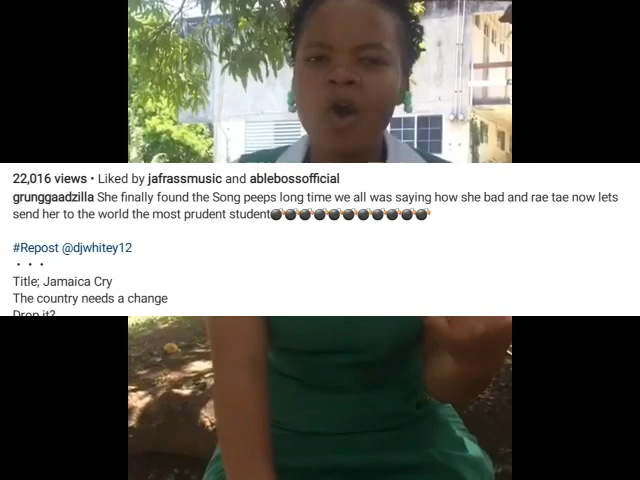 22,016 views • Liked by jafrassmusic and ablebossofficial
grunggaadzilla She finally found the Song peeps long time we all was saying how she bad and rae tae now lets
send her to the world the most prudent student💣💣💣💣💣💣💣💣💣💣💣
#Repost @djwhitey12
・・・
Title; Jamaica Cry
The country needs a change
Drop it?